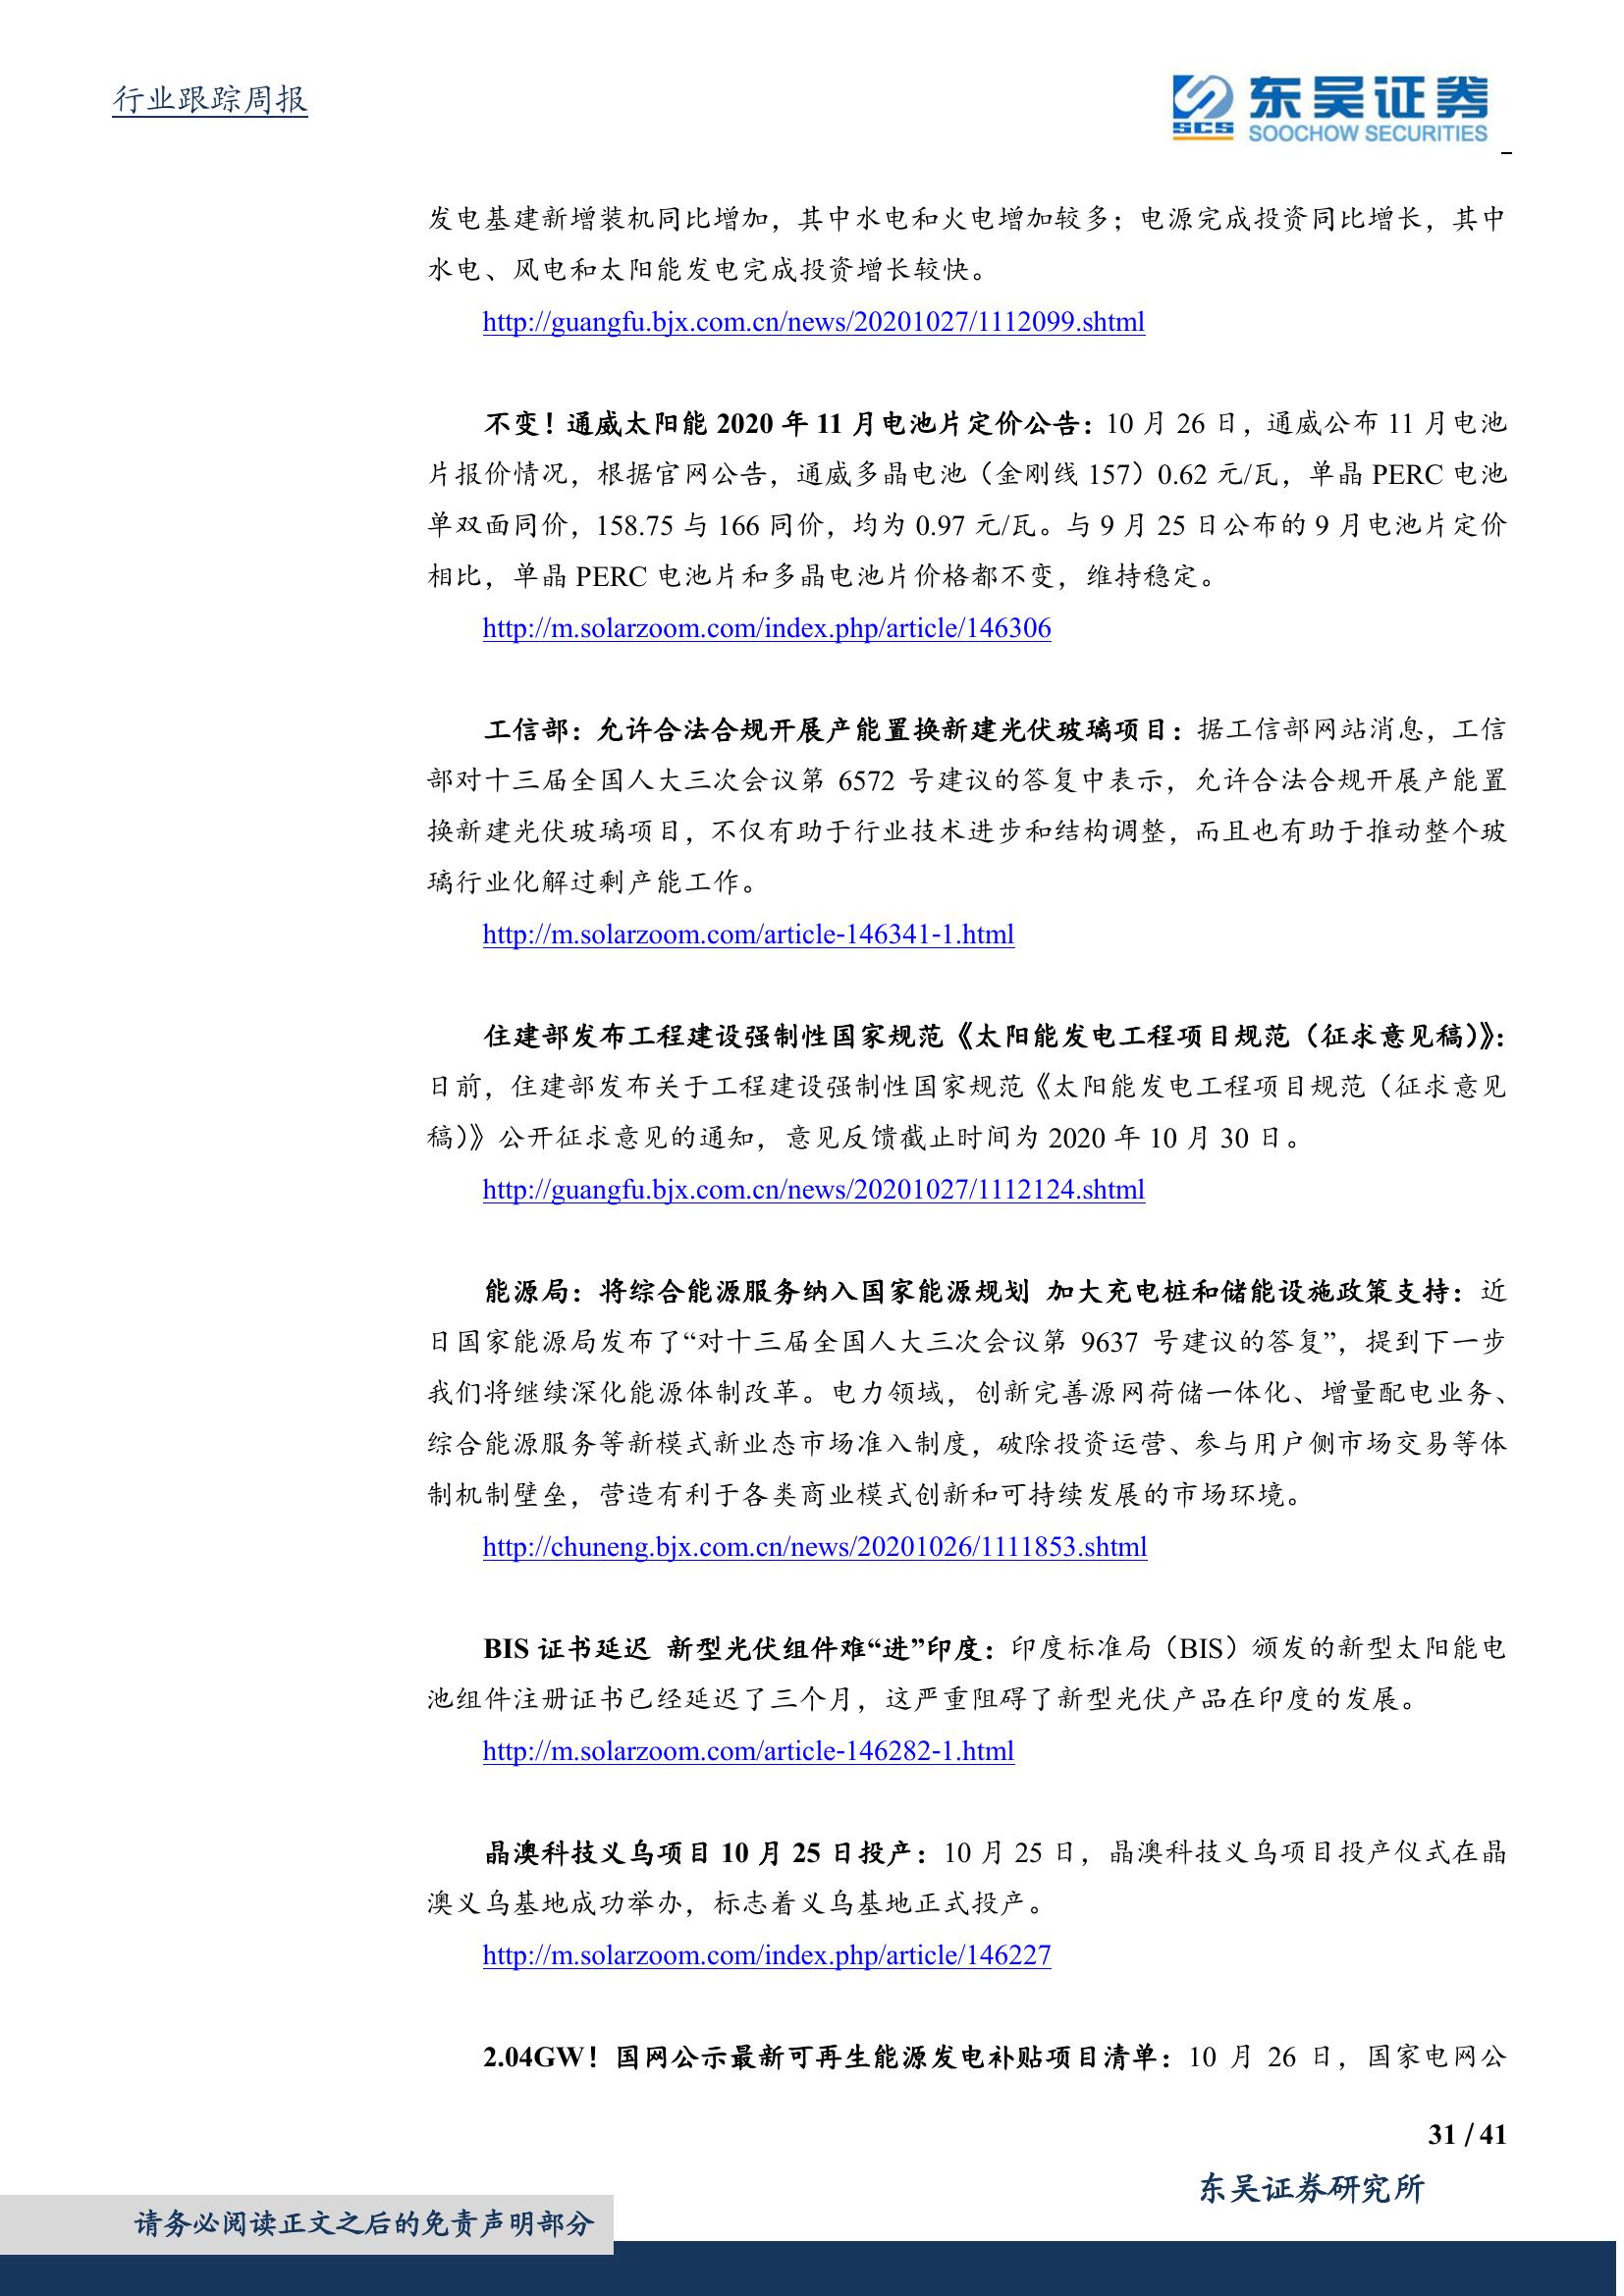 行业跟踪周报
东吴证券
SCS
SOOCHOW SECURITIES
发电基建新增装机同比增加，其中水电和火电增加较多；电源完成投资同比增长，其中
水电、风电和太阳能发电完成投资增长较快。
http://guangfu.bjx.com.cn/news/20201027/1112099.shtml
不变！通威太阳能 2020 年 11 月电池片定价公告：10 月 26 日，通威公布 11 月电池
片报价情况，根据官网公告，通威多晶电池（金刚线 157）0.62 元/瓦，单晶 PERC 电池
单双面同价，158.75 与 166 同价，均为 0.97 元/瓦。与 9 月 25 日公布的 9 月电池片定价
相比，单晶 PERC 电池片和多晶电池片价格都不变，维持稳定。
http://m.solarzoom.com/index.php/article/146306
工信部：允许合法合规开展产能置换新建光伏玻璃项目：据工信部网站消息，工信
部对十三届全国人大三次会议第 6572 号建议的答复中表示，允许合法合规开展产能置
换新建光伏玻璃项目，不仅有助于行业技术进步和结构调整，而且也有助于推动整个玻
璃行业化解过剩产能工作。
http://m.solarzoom.com/article-146341-1.html
住建部发布工程建设强制性国家规范《太阳能发电工程项目规范（征求意见稿）》：
日前，住建部发布关于工程建设强制性国家规范《太阳能发电工程项目规范（征求意见
稿）》公开征求意见的通知，意见反馈截止时间为 2020 年 10 月 30 日。
http://guangfu.bjx.com.cn/news/20201027/1112124.shtml
能源局：将综合能源服务纳入国家能源规划 加大充电桩和储能设施政策支持：近
日国家能源局发布了“对十三届全国人大三次会议第 9637 号建议的答复”，提到下一步
我们将继续深化能源体制改革。电力领域，创新完善源网荷储一体化、增量配电业务、
综合能源服务等新模式新业态市场准入制度，破除投资运营、参与用户侧市场交易等体
制机制壁垒，营造有利于各类商业模式创新和可持续发展的市场环境。
http://chuneng.bjx.com.cn/news/20201026/1111853.shtml
BIS 证书延迟 新型光伏组件难“进”印度：印度标准局（BIS）颁发的新型太阳能电
池组件注册证书已经延迟了三个月，这严重阻碍了新型光伏产品在印度的发展。
http://m.solarzoom.com/article-146282-1.html
晶澳科技义乌项目 10 月 25 日投产：10 月 25 日，晶澳科技义乌项目投产仪式在晶
澳义乌基地成功举办，标志着义乌基地正式投产。
http://m.solarzoom.com/index.php/article/146227
2.04GW！国网公示最新可再生能源发电补贴项目清单：10 月 26 日，国家电网公
31 / 41
东吴证券研究所
请务必阅读正文之后的免责声明部分